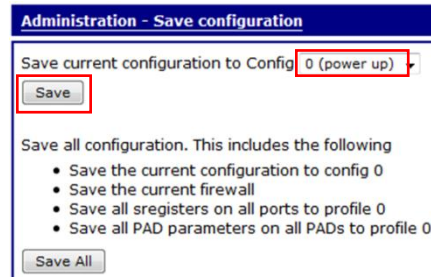 Administration - Save configuration
Save current configuration to Config 0 (power up)
Save
Save all configuration. This includes the following
• Save the current configuration to config 0
• Save the current firewall
• Save all sregisters on all ports to profile 0
• Save all PAD parameters on all PADs to profile 0
Save All